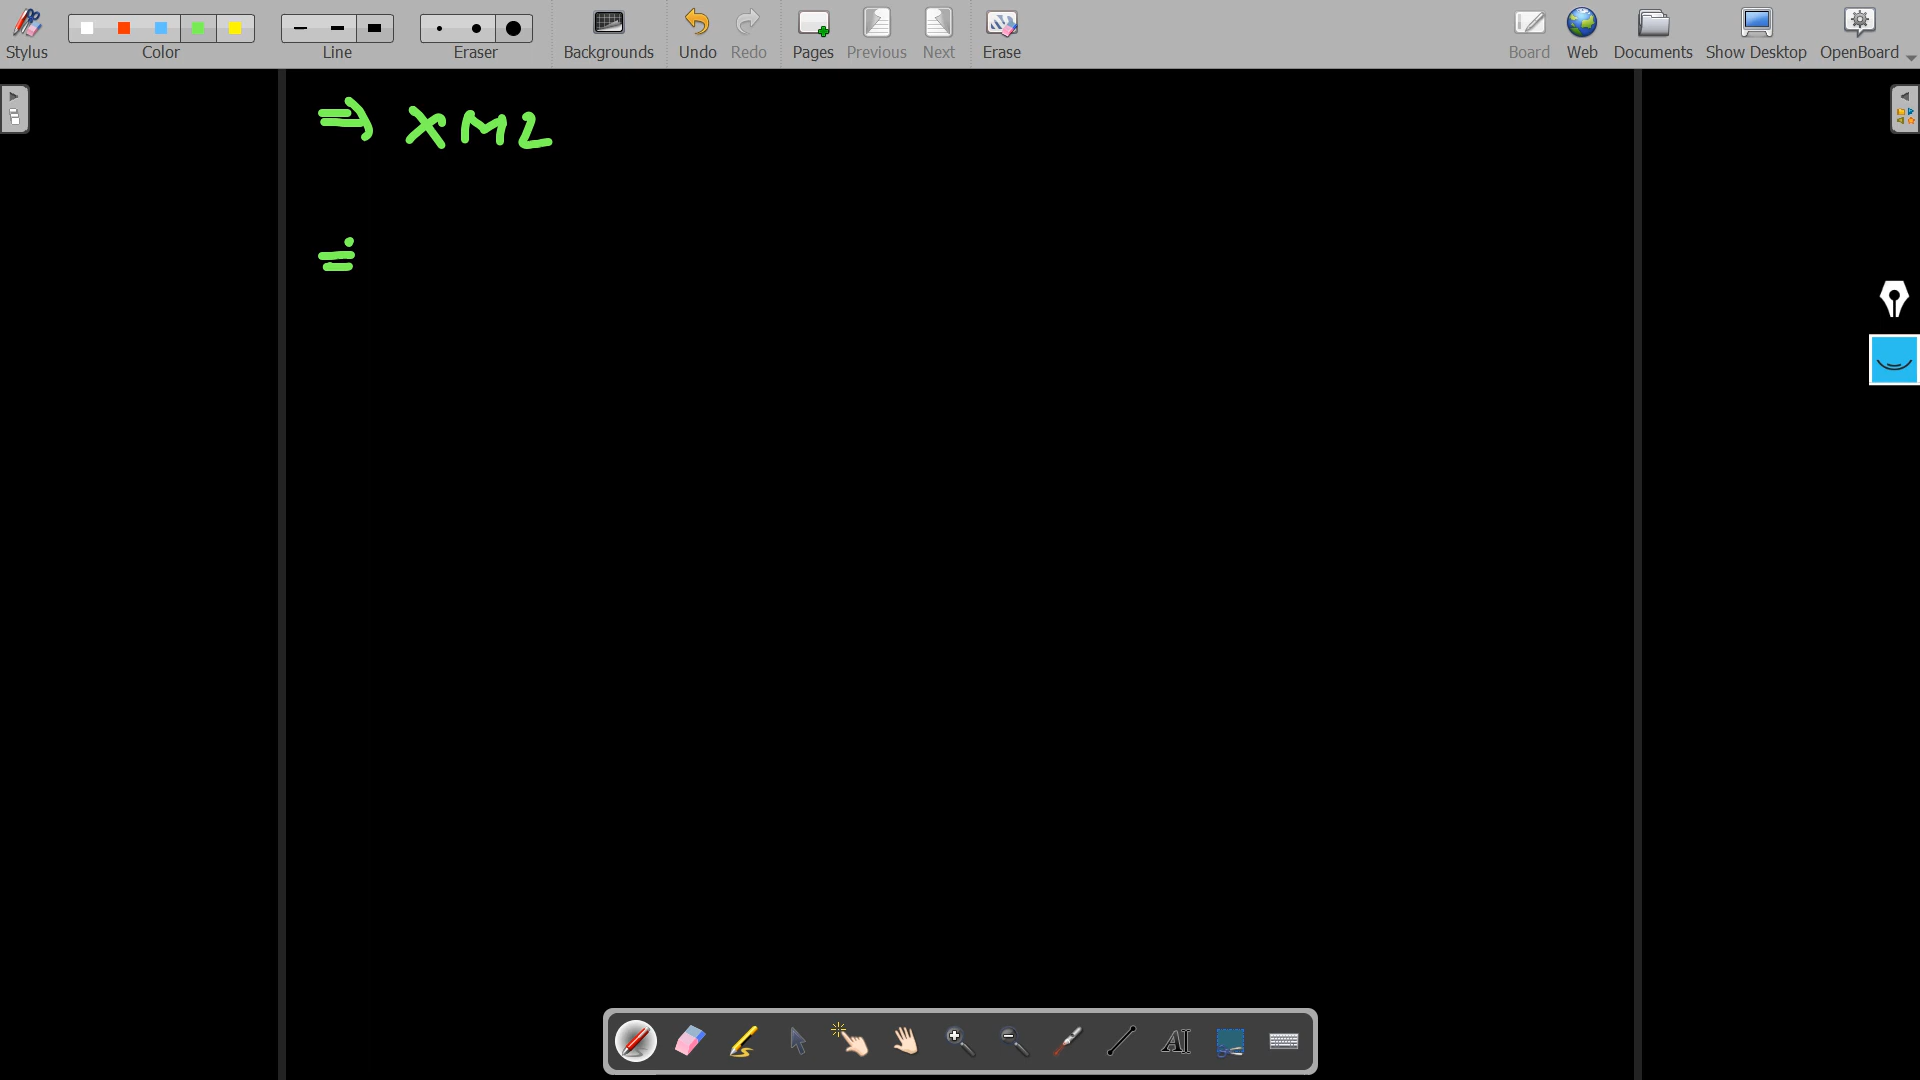 Stylus Color Line Eraser Backgrounds Undo Redo Pages Previous Next Erase Board Web Documents Show Desktop OpenBoard
⇒ XML
=